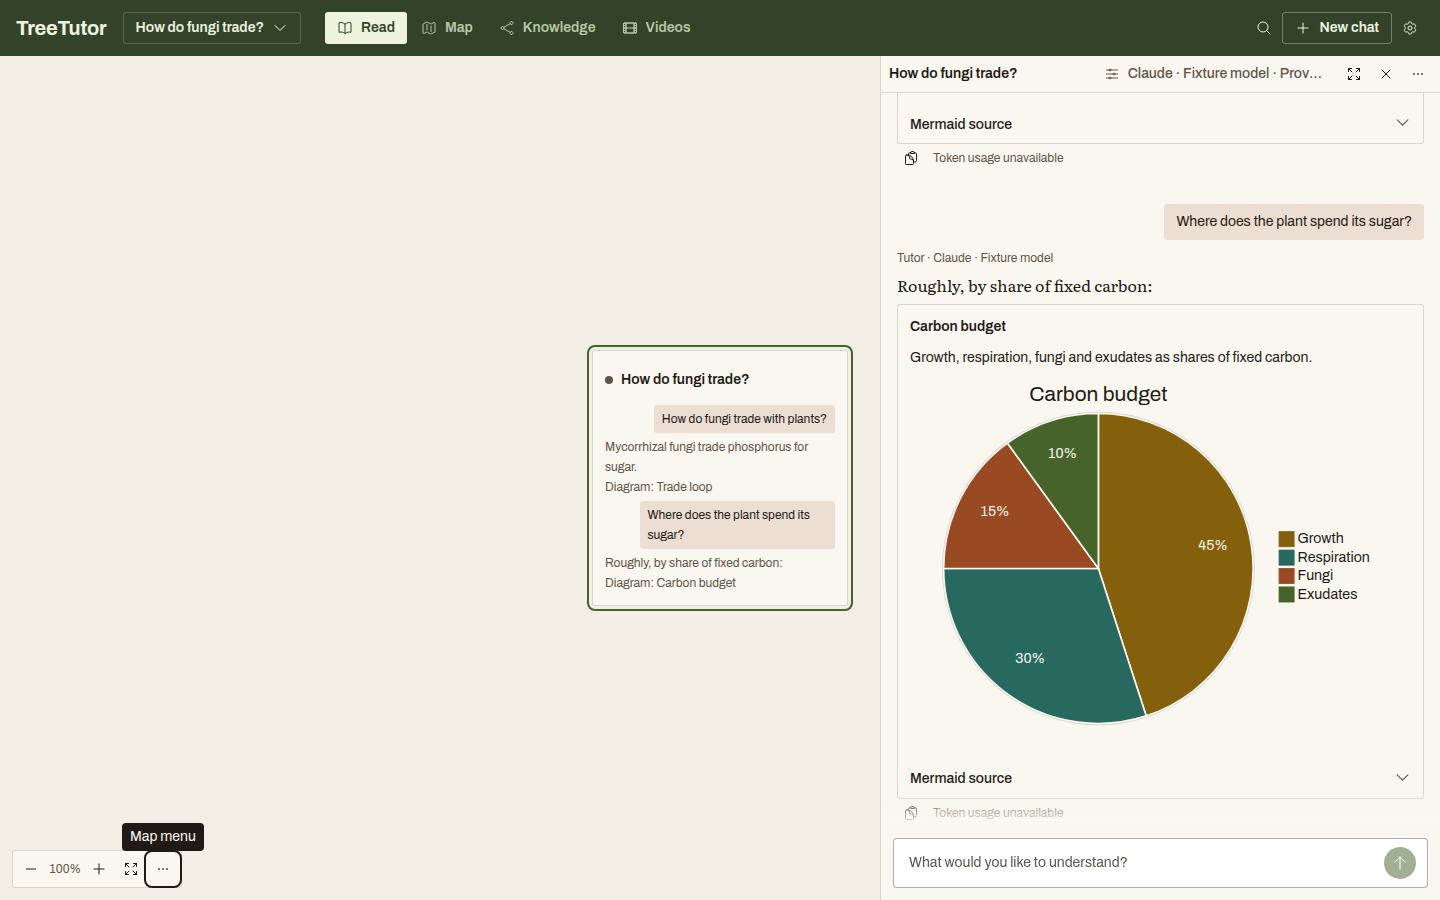 TreeTutor
How do fungi trade?
Read
Map
Knowledge
Videos
New chat
How do fungi trade?
Claude · Fixture model · Prov...
Mermaid source
Token usage unavailable
Where does the plant spend its sugar?
Tutor · Claude · Fixture model
Roughly, by share of fixed carbon:
Carbon budget
Growth, respiration, fungi and exudates as shares of fixed carbon.
Carbon budget
10%
15%
45%
30%
Growth
Respiration
Fungi
Exudates
Mermaid source
Token usage unavailable
What would you like to understand?
How do fungi trade?
How do fungi trade with plants?
Mycorrhizal fungi trade phosphorus for
sugar.
Diagram: Trade loop
Where does the plant spend its
sugar?
Roughly, by share of fixed carbon:
Diagram: Carbon budget
Map menu
100%